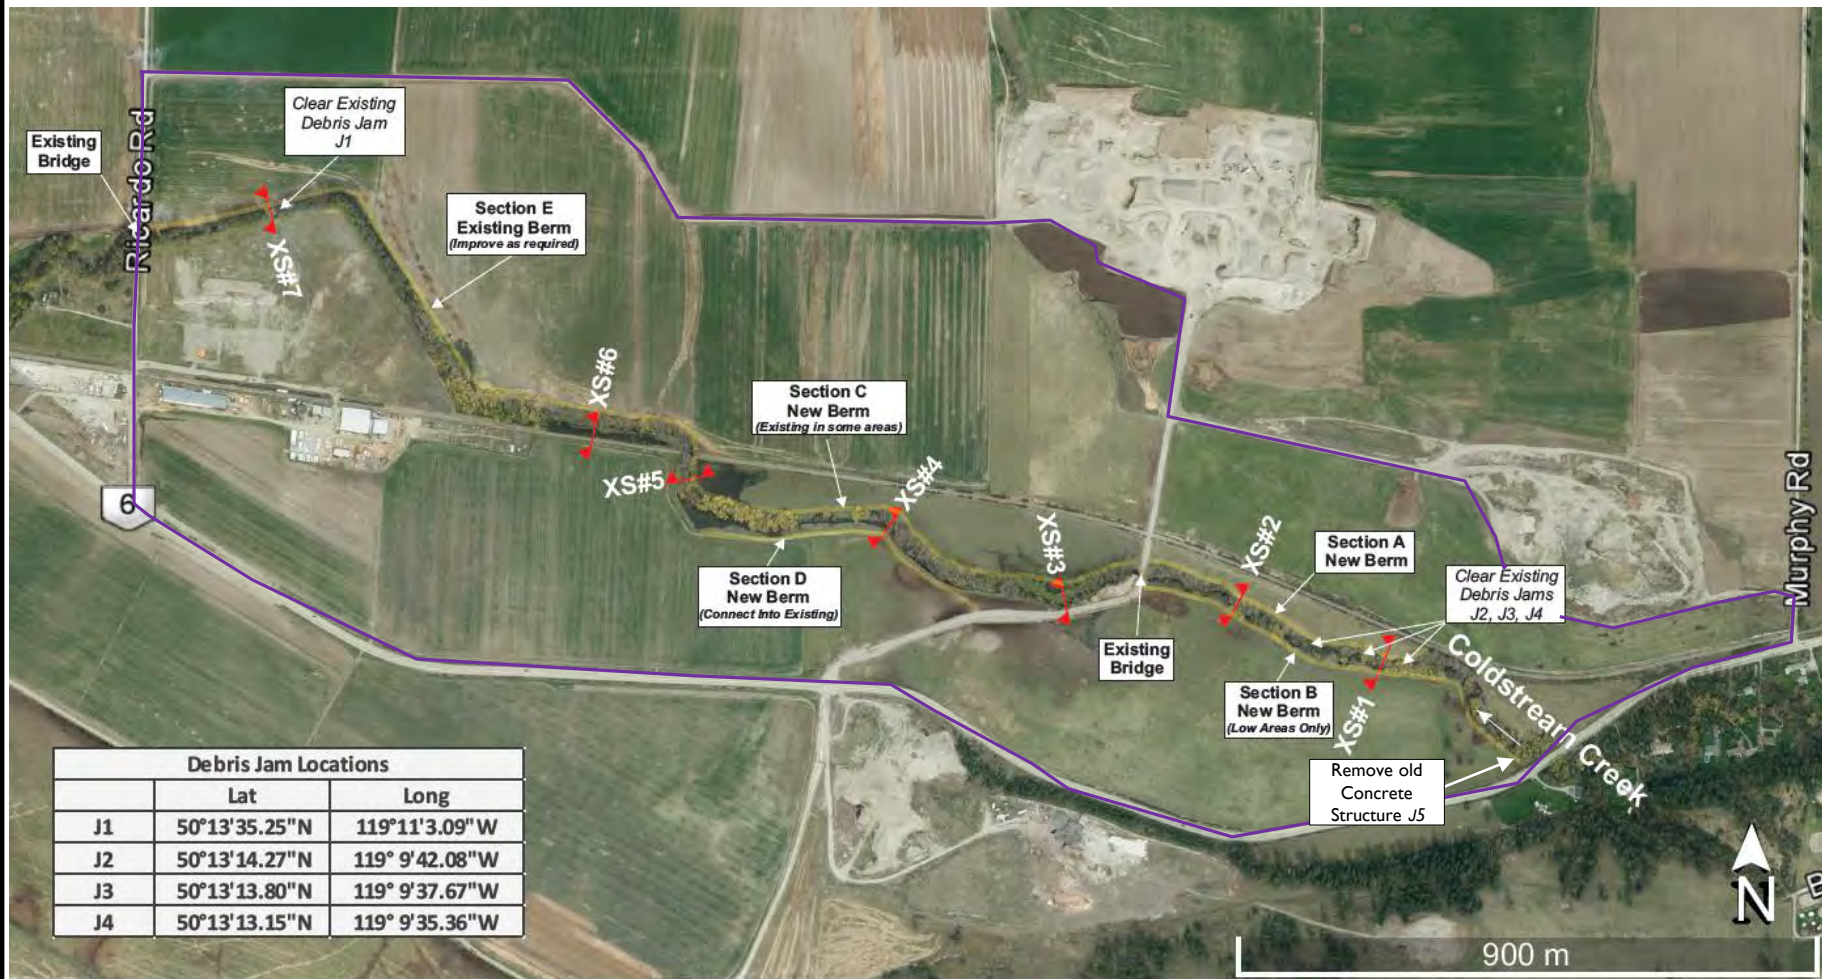 Ricardo Rd
Existing
Bridge
Clear Existing
Debris Jam
J1
XS#7
Section E
Existing Berm
(Improve as required)
XS#6
Section C
New Berm
(Existing in some areas)
XS#5
XS#4
6
Section D
New Berm
(Connect Into Existing)
XS#3
Existing
Bridge
XS#2
Section A
New Berm
Clear Existing
Debris Jams
J2, J3, J4
Murphy Rd
Section B
New Berm
(Low Areas Only)
XS#1
Coldstream Creek
Remove old
Concrete
Structure J5
Debris Jam Locations
Lat Long
J1 50°13'35.25"N 119°11'3.09"W
J2 50°13'14.27"N 119° 9'42.08"W
J3 50°13'13.80"N 119° 9'37.67"W
J4 50°13'13.15"N 119° 9'35.36"W
N
900 m